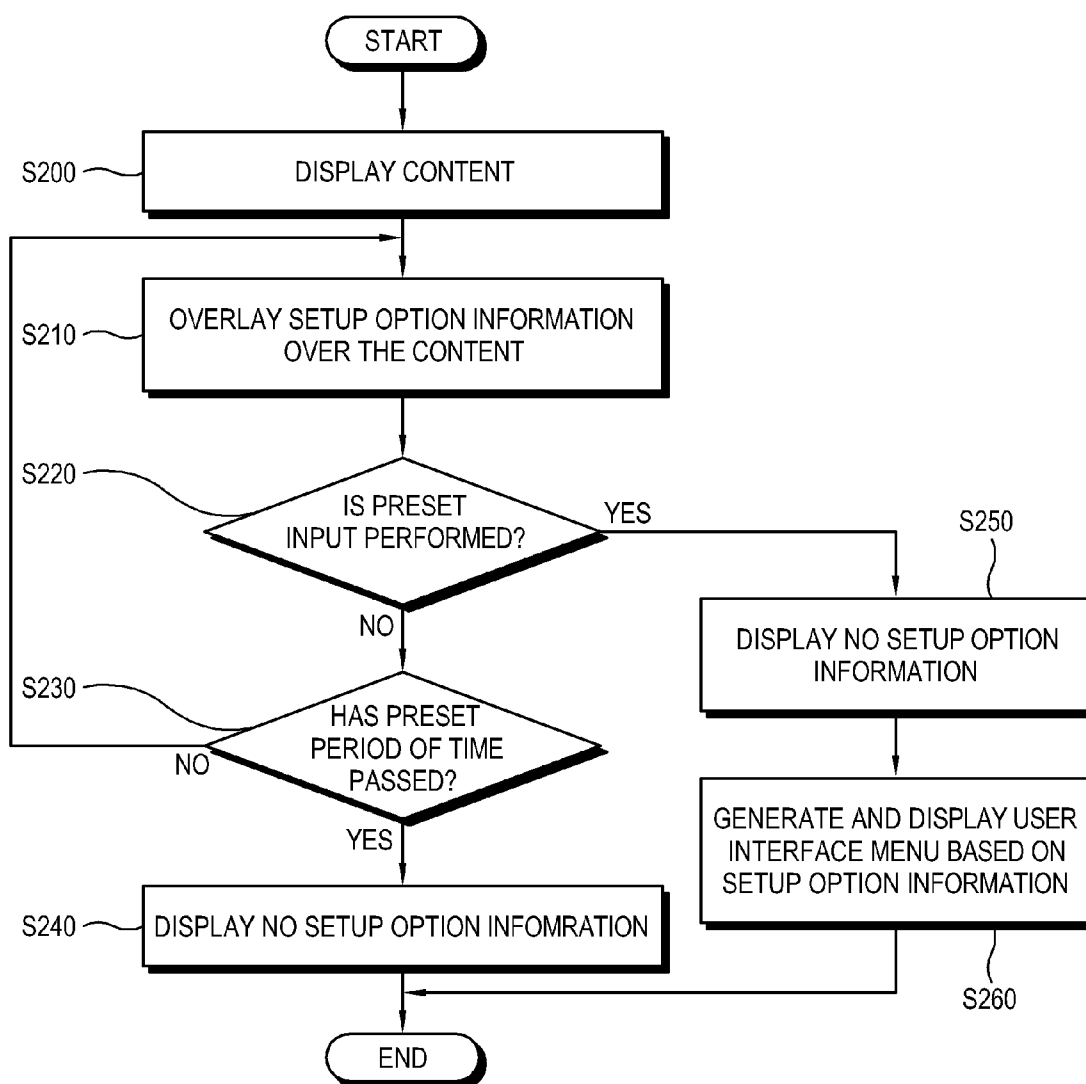 START
S200
DISPLAY CONTENT
S210
OVERLAY SETUP OPTION INFORMATION
OVER THE CONTENT
S220
IS PRESET
INPUT PERFORMED?
YES
NO
S250
DISPLAY NO SETUP OPTION
INFORMATION
S230
HAS PRESET
PERIOD OF TIME
PASSED?
NO
YES
GENERATE AND DISPLAY USER
INTERFACE MENU BASED ON
SETUP OPTION INFORMATION
S260
S240
DISPLAY NO SETUP OPTION INFOMRATION
END